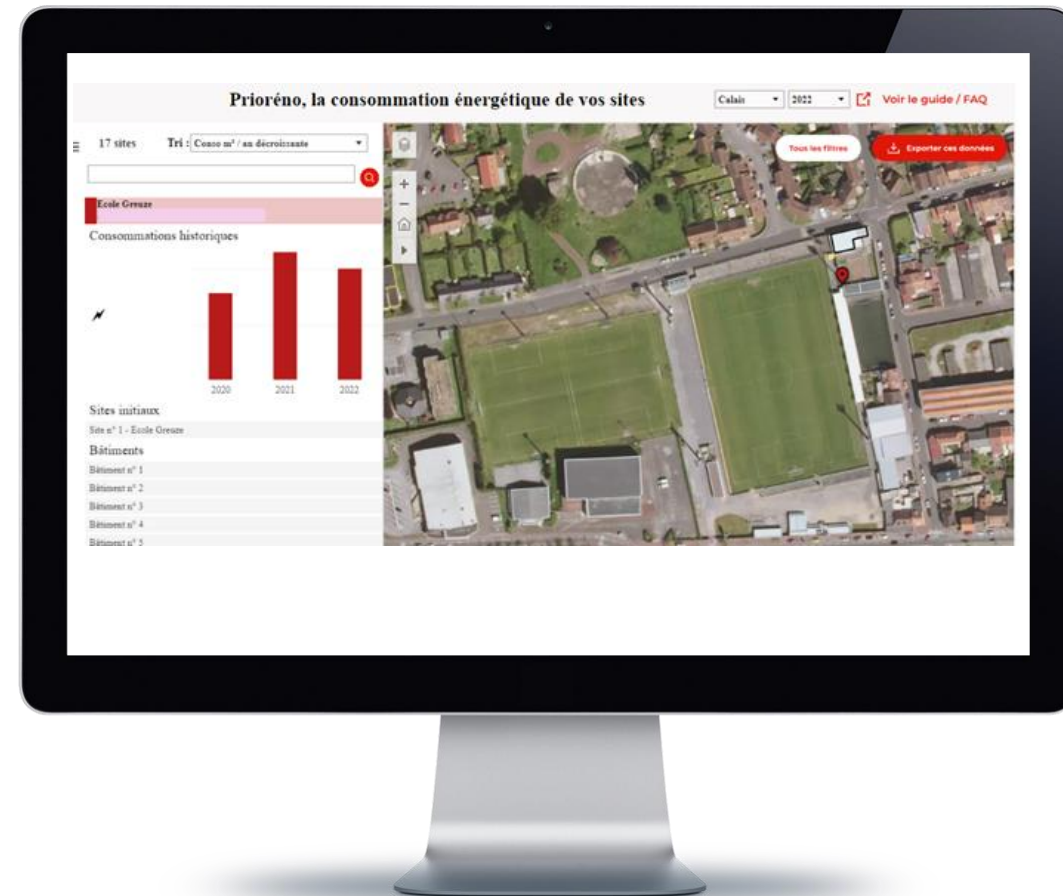 Prioréno, la consommation énergétique de vos sites
Calais
2022
Voir le guide / FAQ
17 sites
Tri : Conso m² / an décroissante
Tous les filtres
Exporter ces données
Ecole Greuze
Consommations historiques
2020 2021 2022
Sites initiaux
Site n° 1 - Ecole Greuze
Bâtiments
Bâtiment n° 1
Bâtiment n° 2
Bâtiment n° 3
Bâtiment n° 4
Bâtiment n° 5